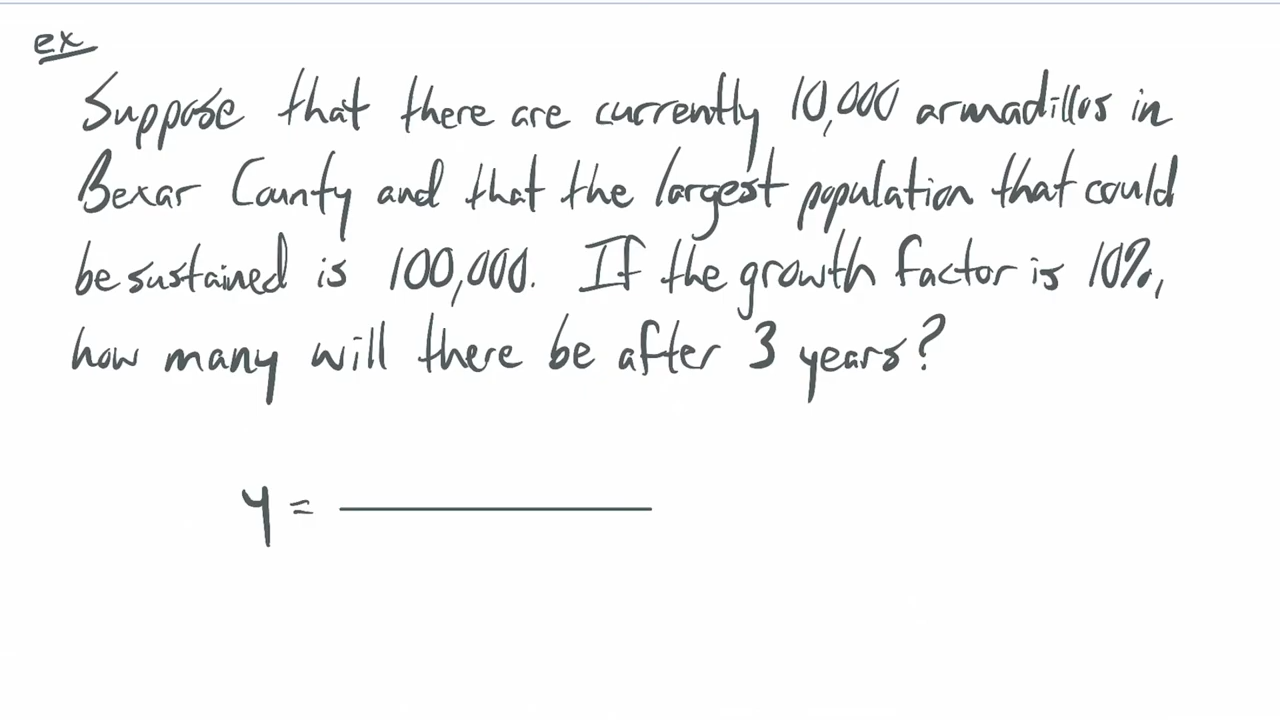 ex
Suppose that there are currently 10,000 armadillos in
Bexar County and that the largest population that could
be sustained is 100,000. If the growth factor is 10%,
how many will there be after 3 years?
y =